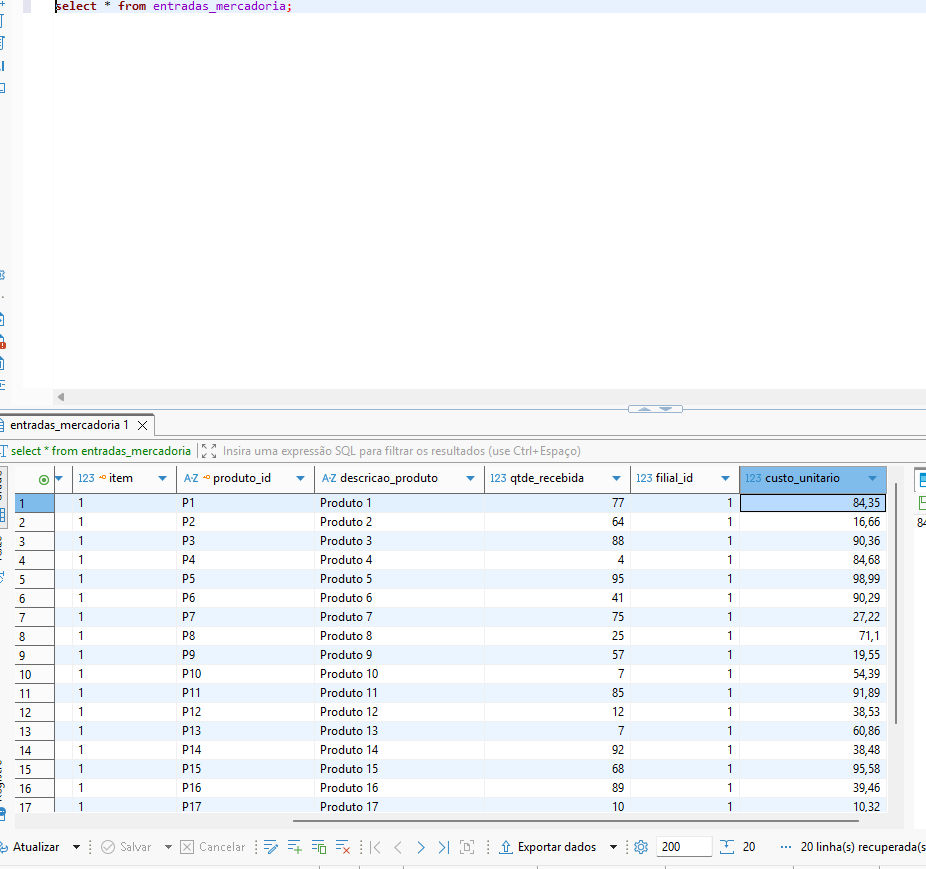 select * from entradas_mercadoria;
entradas_mercadoria 1
select * from entradas_mercadoria Insira uma expressão SQL para filtrar os resultados (use Ctrl+Espaço)
123 item A-Z produto_id A-Z descricao_produto 123 qtde_recebida 123 filial_id 123 custo_unitario
1 1 P1 Produto 1 77 1 84,35
2 1 P2 Produto 2 64 1 16,66
3 1 P3 Produto 3 88 1 90,36
4 1 P4 Produto 4 4 1 84,68
5 1 P5 Produto 5 95 1 98,99
6 1 P6 Produto 6 41 1 90,29
7 1 P7 Produto 7 75 1 27,22
8 1 P8 Produto 8 25 1 71,1
9 1 P9 Produto 9 57 1 19,55
10 1 P10 Produto 10 7 1 54,39
11 1 P11 Produto 11 85 1 91,89
12 1 P12 Produto 12 12 1 38,53
13 1 P13 Produto 13 7 1 60,86
14 1 P14 Produto 14 92 1 38,48
15 1 P15 Produto 15 68 1 95,58
16 1 P16 Produto 16 89 1 39,46
17 1 P17 Produto 17 10 1 10,32
Atualizar Salvar Cancelar Exportar dados 200 20 ··· 20 linha(s) recuperada(s